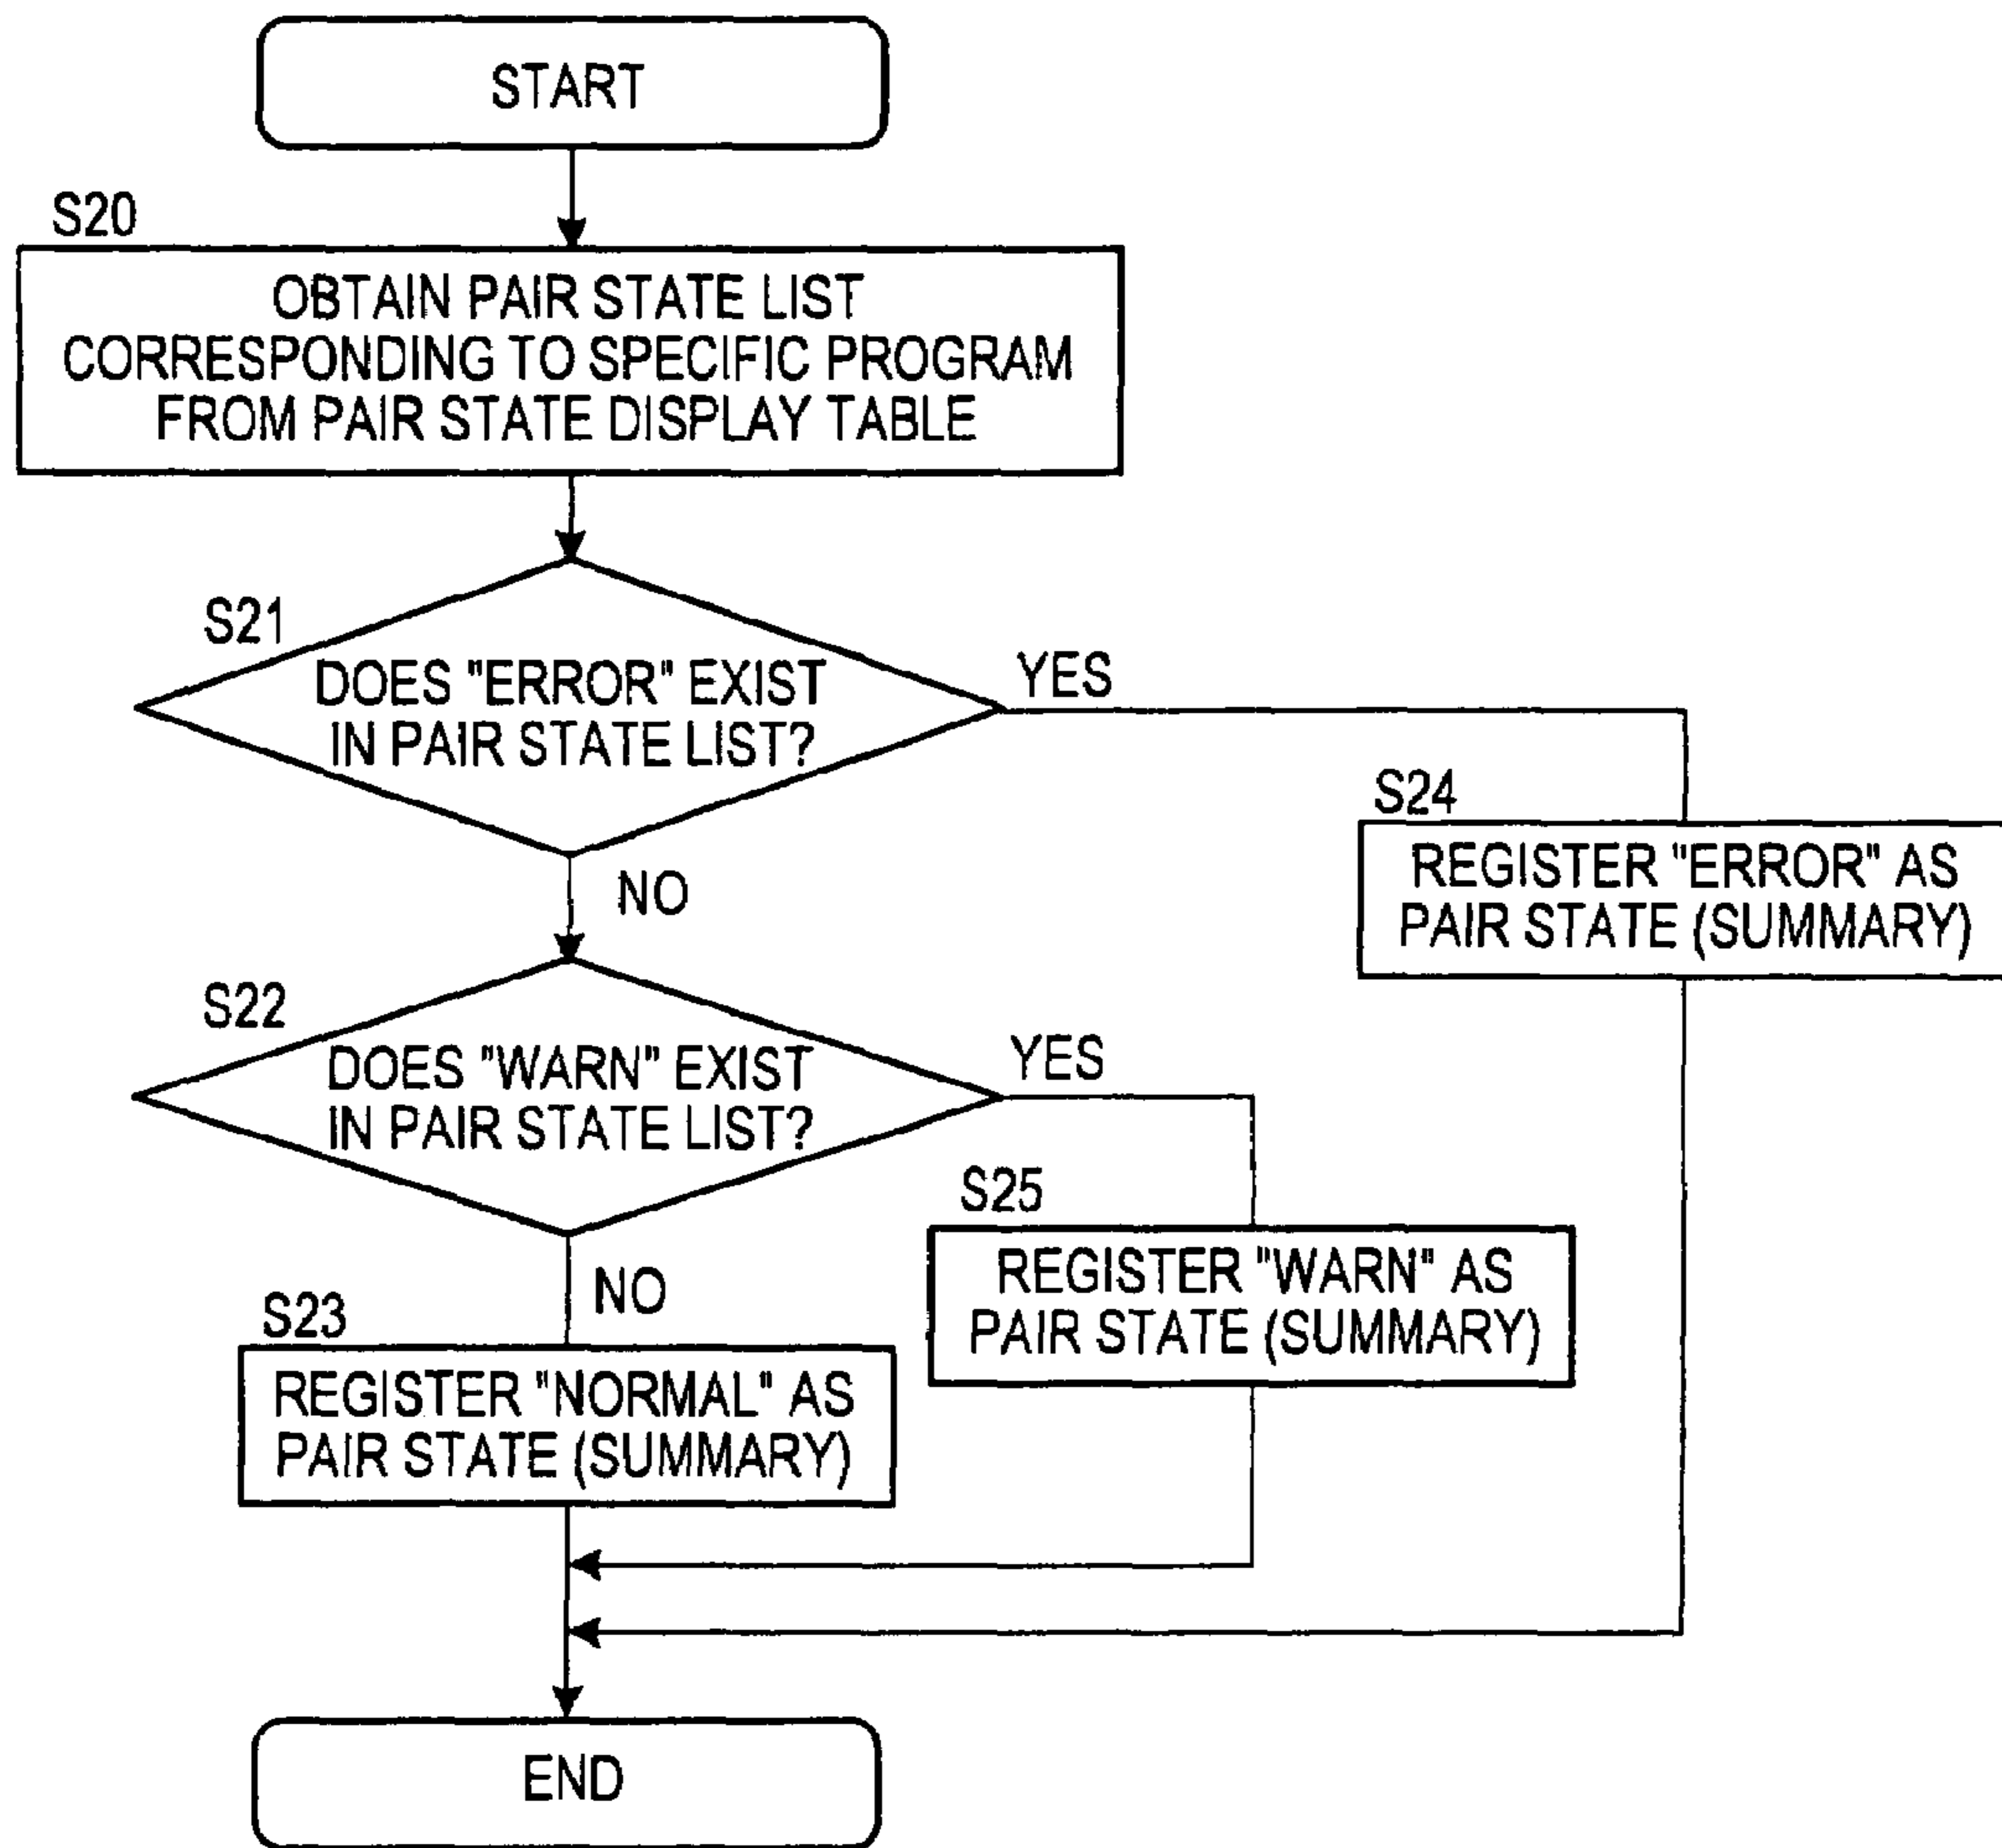 START
S20
OBTAIN PAIR STATE LIST
CORRESPONDING TO SPECIFIC PROGRAM
FROM PAIR STATE DISPLAY TABLE
S21
DOES "ERROR" EXIST
IN PAIR STATE LIST?
YES
NO
S24
REGISTER "ERROR" AS
PAIR STATE (SUMMARY)
S22
DOES "WARN" EXIST
IN PAIR STATE LIST?
YES
NO
S25
REGISTER "WARN" AS
PAIR STATE (SUMMARY)
S23
REGISTER "NORMAL" AS
PAIR STATE (SUMMARY)
END